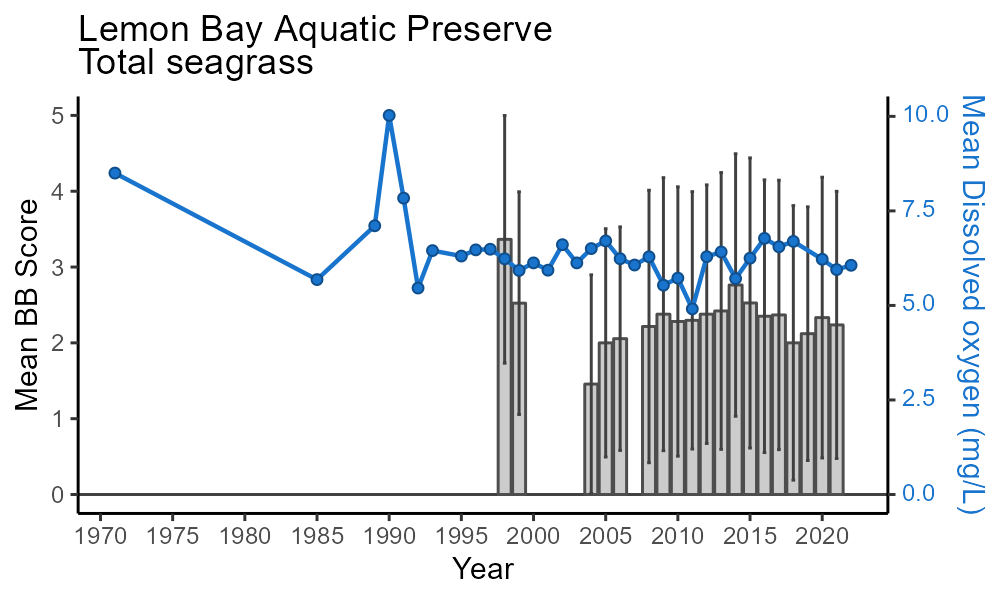 Lemon Bay Aquatic Preserve
Total seagrass
Mean BB Score
5
4
3
2
1
0
10.0
7.5
5.0
2.5
0.0
Mean Dissolved oxygen (mg/L)
1970 1975 1980 1985 1990 1995 2000 2005 2010 2015 2020
Year